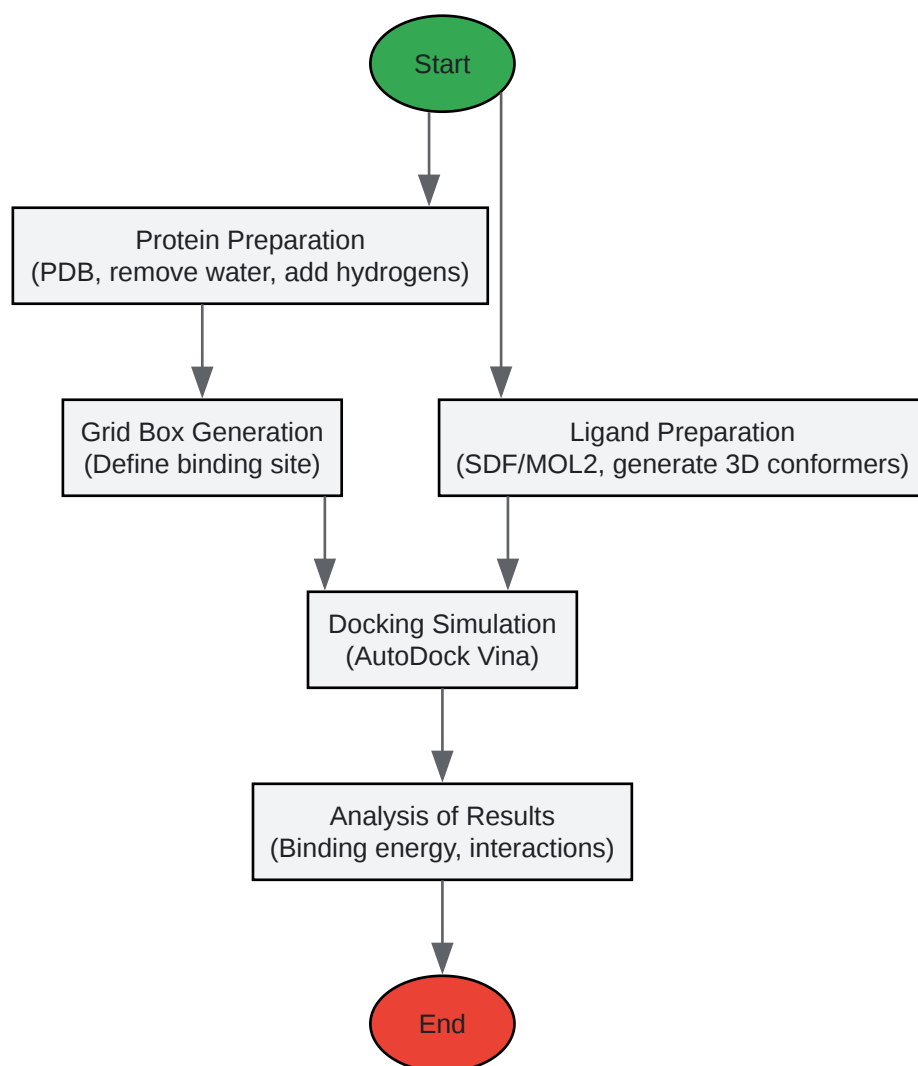 Start
Protein Preparation
(PDB, remove water, add hydrogens)
Grid Box Generation
(Define binding site)
Ligand Preparation
(SDF/MOL2, generate 3D conformers)
Docking Simulation
(AutoDock Vina)
Analysis of Results
(Binding energy, interactions)
End